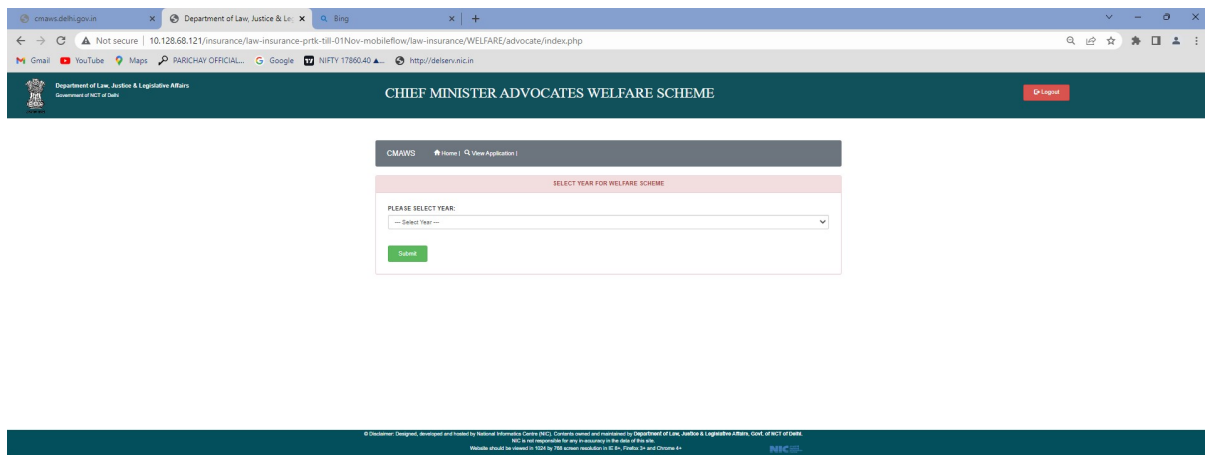 cmaws.delhi.gov.in
Department of Law, Justice & Leg
Bing
Not secure | 10.128.68.121/insurance/law-insurance-prtk-till-01Nov-mobileflow/law-insurance/WELFARE/advocate/index.php
Gmail YouTube Maps PARICHAY OFFICIAL... Google NIFTY 17860.40 ▲... http://delserv.nic.in
Department of Law, Justice & Legislative Affairs
Government of NCT of Delhi
CHIEF MINISTER ADVOCATES WELFARE SCHEME
Logout
CMAWS Home | View Application |
SELECT YEAR FOR WELFARE SCHEME
PLEASE SELECT YEAR:
--- Select Year ---
Submit
© Disclaimer: Designed, developed and hosted by National Informatics Centre (NIC). Contents owned and maintained by Department of Law, Justice & Legislative Affairs, Govt. of NCT of Delhi.
NIC is not responsible for any in-accuracy in the data of this site.
Website should be viewed in 1024 by 768 screen resolution in IE 8+, Firefox 3+ and Chrome 4+
NIC